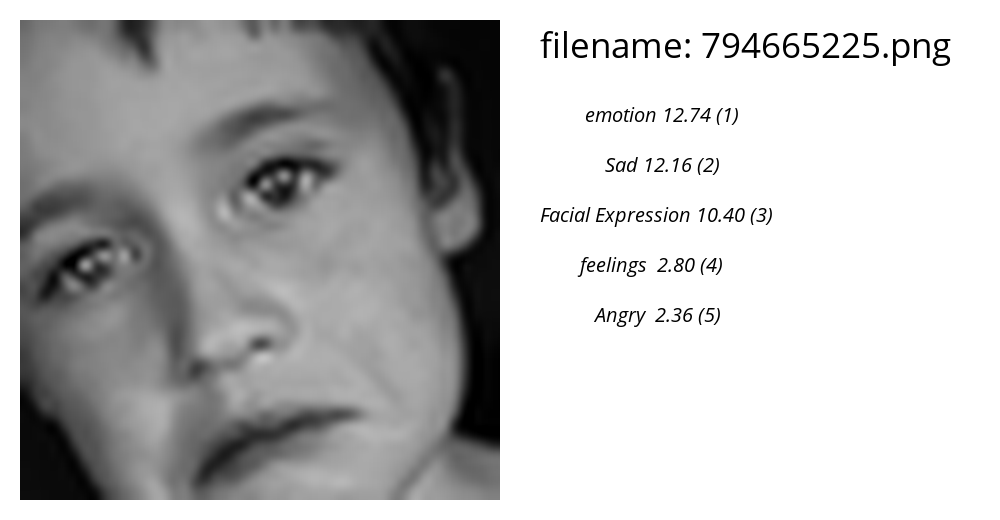 filename: 794665225.png
emotion 12.74 (1)
Sad 12.16 (2)
Facial Expression 10.40 (3)
feelings  2.80 (4)
Angry  2.36 (5)